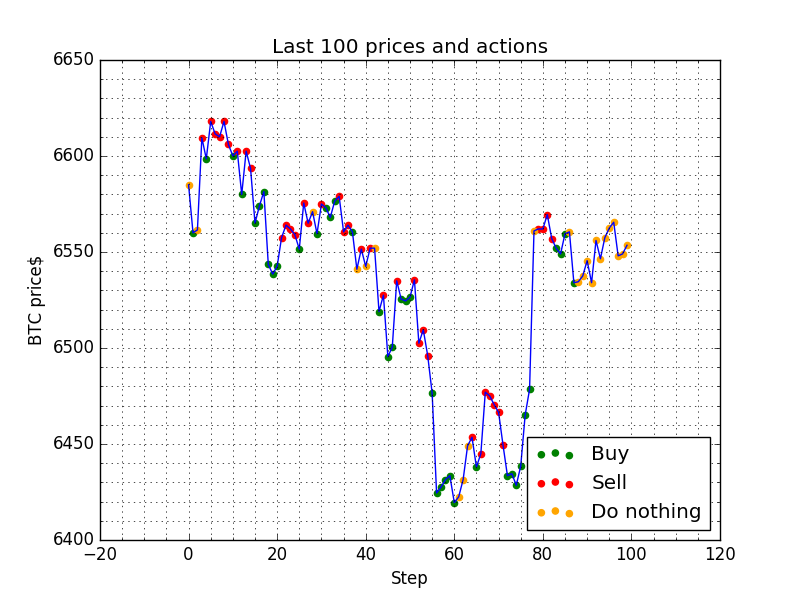 Last 100 prices and actions
6650
6600
6550
6500
6450
6400
BTC price$
Buy
Sell
Do nothing
−20 0 20 40 60 80 100 120
Step